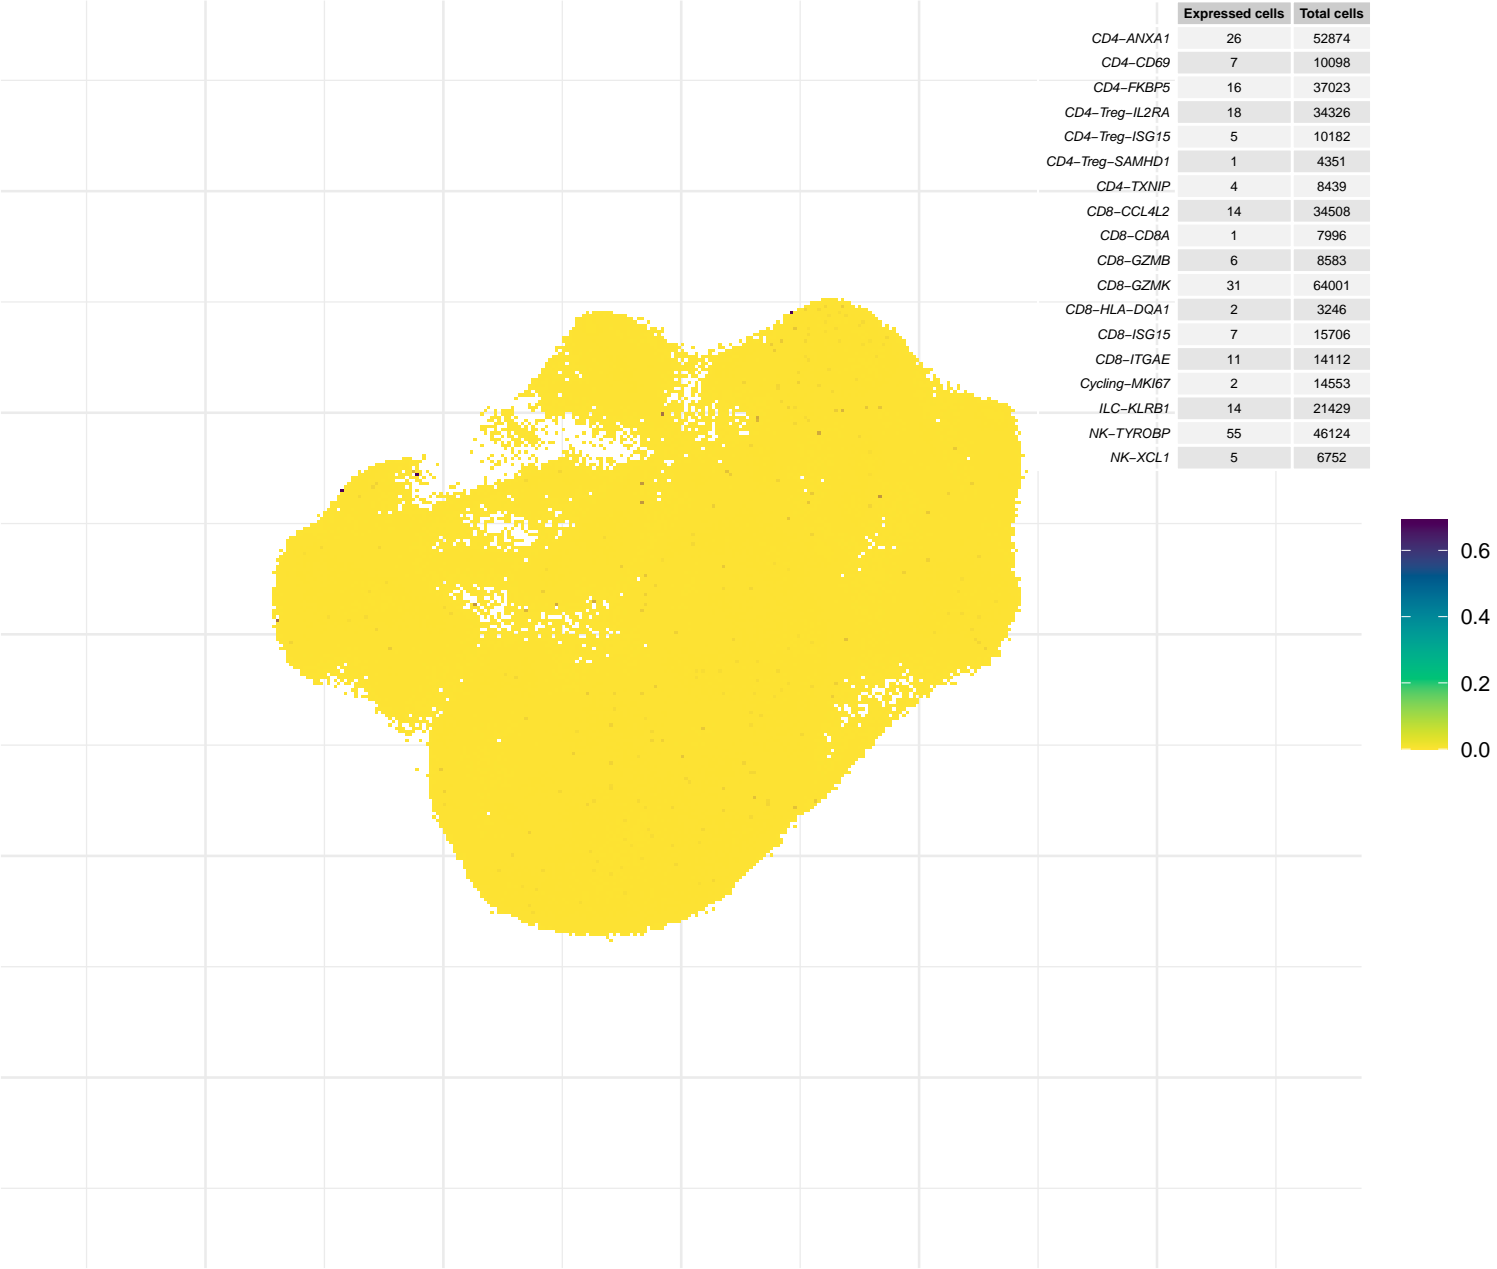 Expressed cells Total cells
CD4−ANXA1 26 52874
CD4−CD69 7 10098
CD4−FKBP5 16 37023
CD4−Treg−IL2RA 18 34326
CD4−Treg−ISG15 5 10182
CD4−Treg−SAMHD1 1 4351
CD4−TXNIP 4 8439
CD8−CCL4L2 14 34508
CD8−CD8A 1 7996
CD8−GZMB 6 8583
CD8−GZMK 31 64001
CD8−HLA−DQA1 2 3246
CD8−ISG15 7 15706
CD8−ITGAE 11 14112
Cycling−MKI67 2 14553
ILC−KLRB1 14 21429
NK−TYROBP 55 46124
NK−XCL1 5 6752
0.6
0.4
0.2
0.0